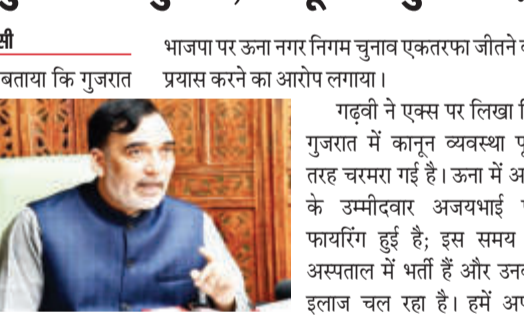 सी
बताया कि गुजरात
भाजपा पर ऊना नगर निगम चुनाव एकतरफा जीतने
प्रयास करने का आरोप लगाया।
गढ़वी ने एक्स पर लिखा
गुजरात में कानून व्यवस्था
तरह चरमरा गई है। ऊना में
के उम्मीदवार अजयभाई
फायरिंग हुई है; इस समय
अस्पताल में भर्ती हैं और
इलाज चल रहा है। हमें